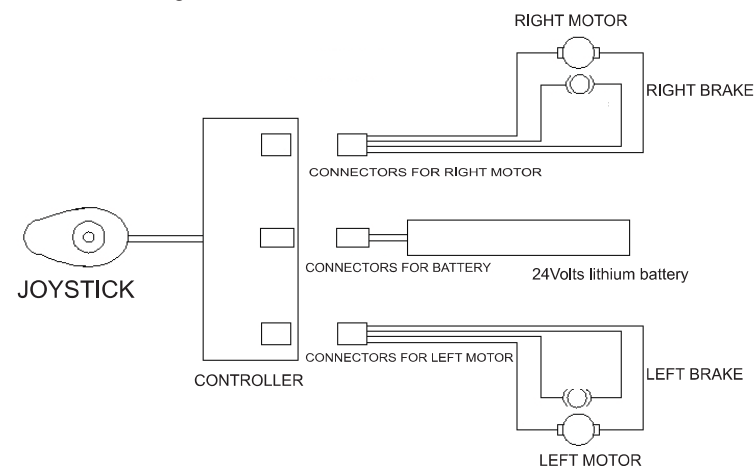 RIGHT MOTOR
RIGHT BRAKE
CONNECTORS FOR RIGHT MOTOR
CONNECTORS FOR BATTERY
24Volts lithium battery
JOYSTICK
CONNECTORS FOR LEFT MOTOR
CONTROLLER
LEFT BRAKE
LEFT MOTOR